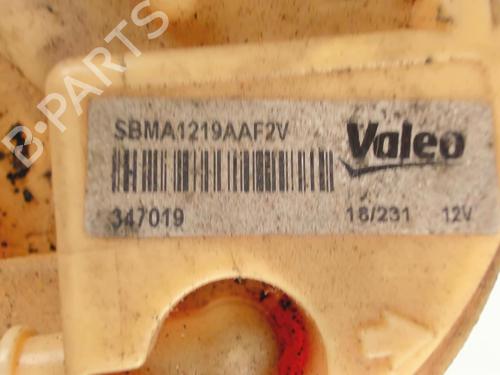 B-PARTS
SBMA1219AAF2V
Valeo
347019
18/231 12V